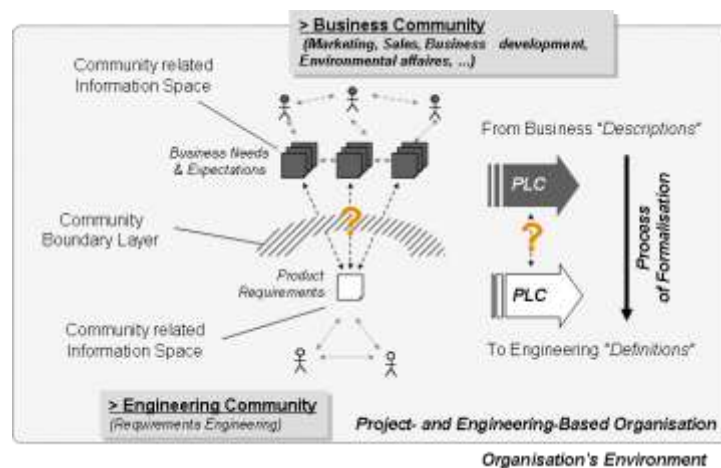 > Business Community
(Marketing, Sales, Business development,
Environmental affaires, ...)
Community related
Information Space
Business Needs
& Expectations
From Business "Descriptions"
PLC
?
?
Community
Boundary Layer
Process
of Formalisation
Product
Requirements
PLC
Community related
Information Space
To Engineering "Definitions"
> Engineering Community
(Requirements Engineering)
Project- and Engineering-Based Organisation
Organisation's Environment